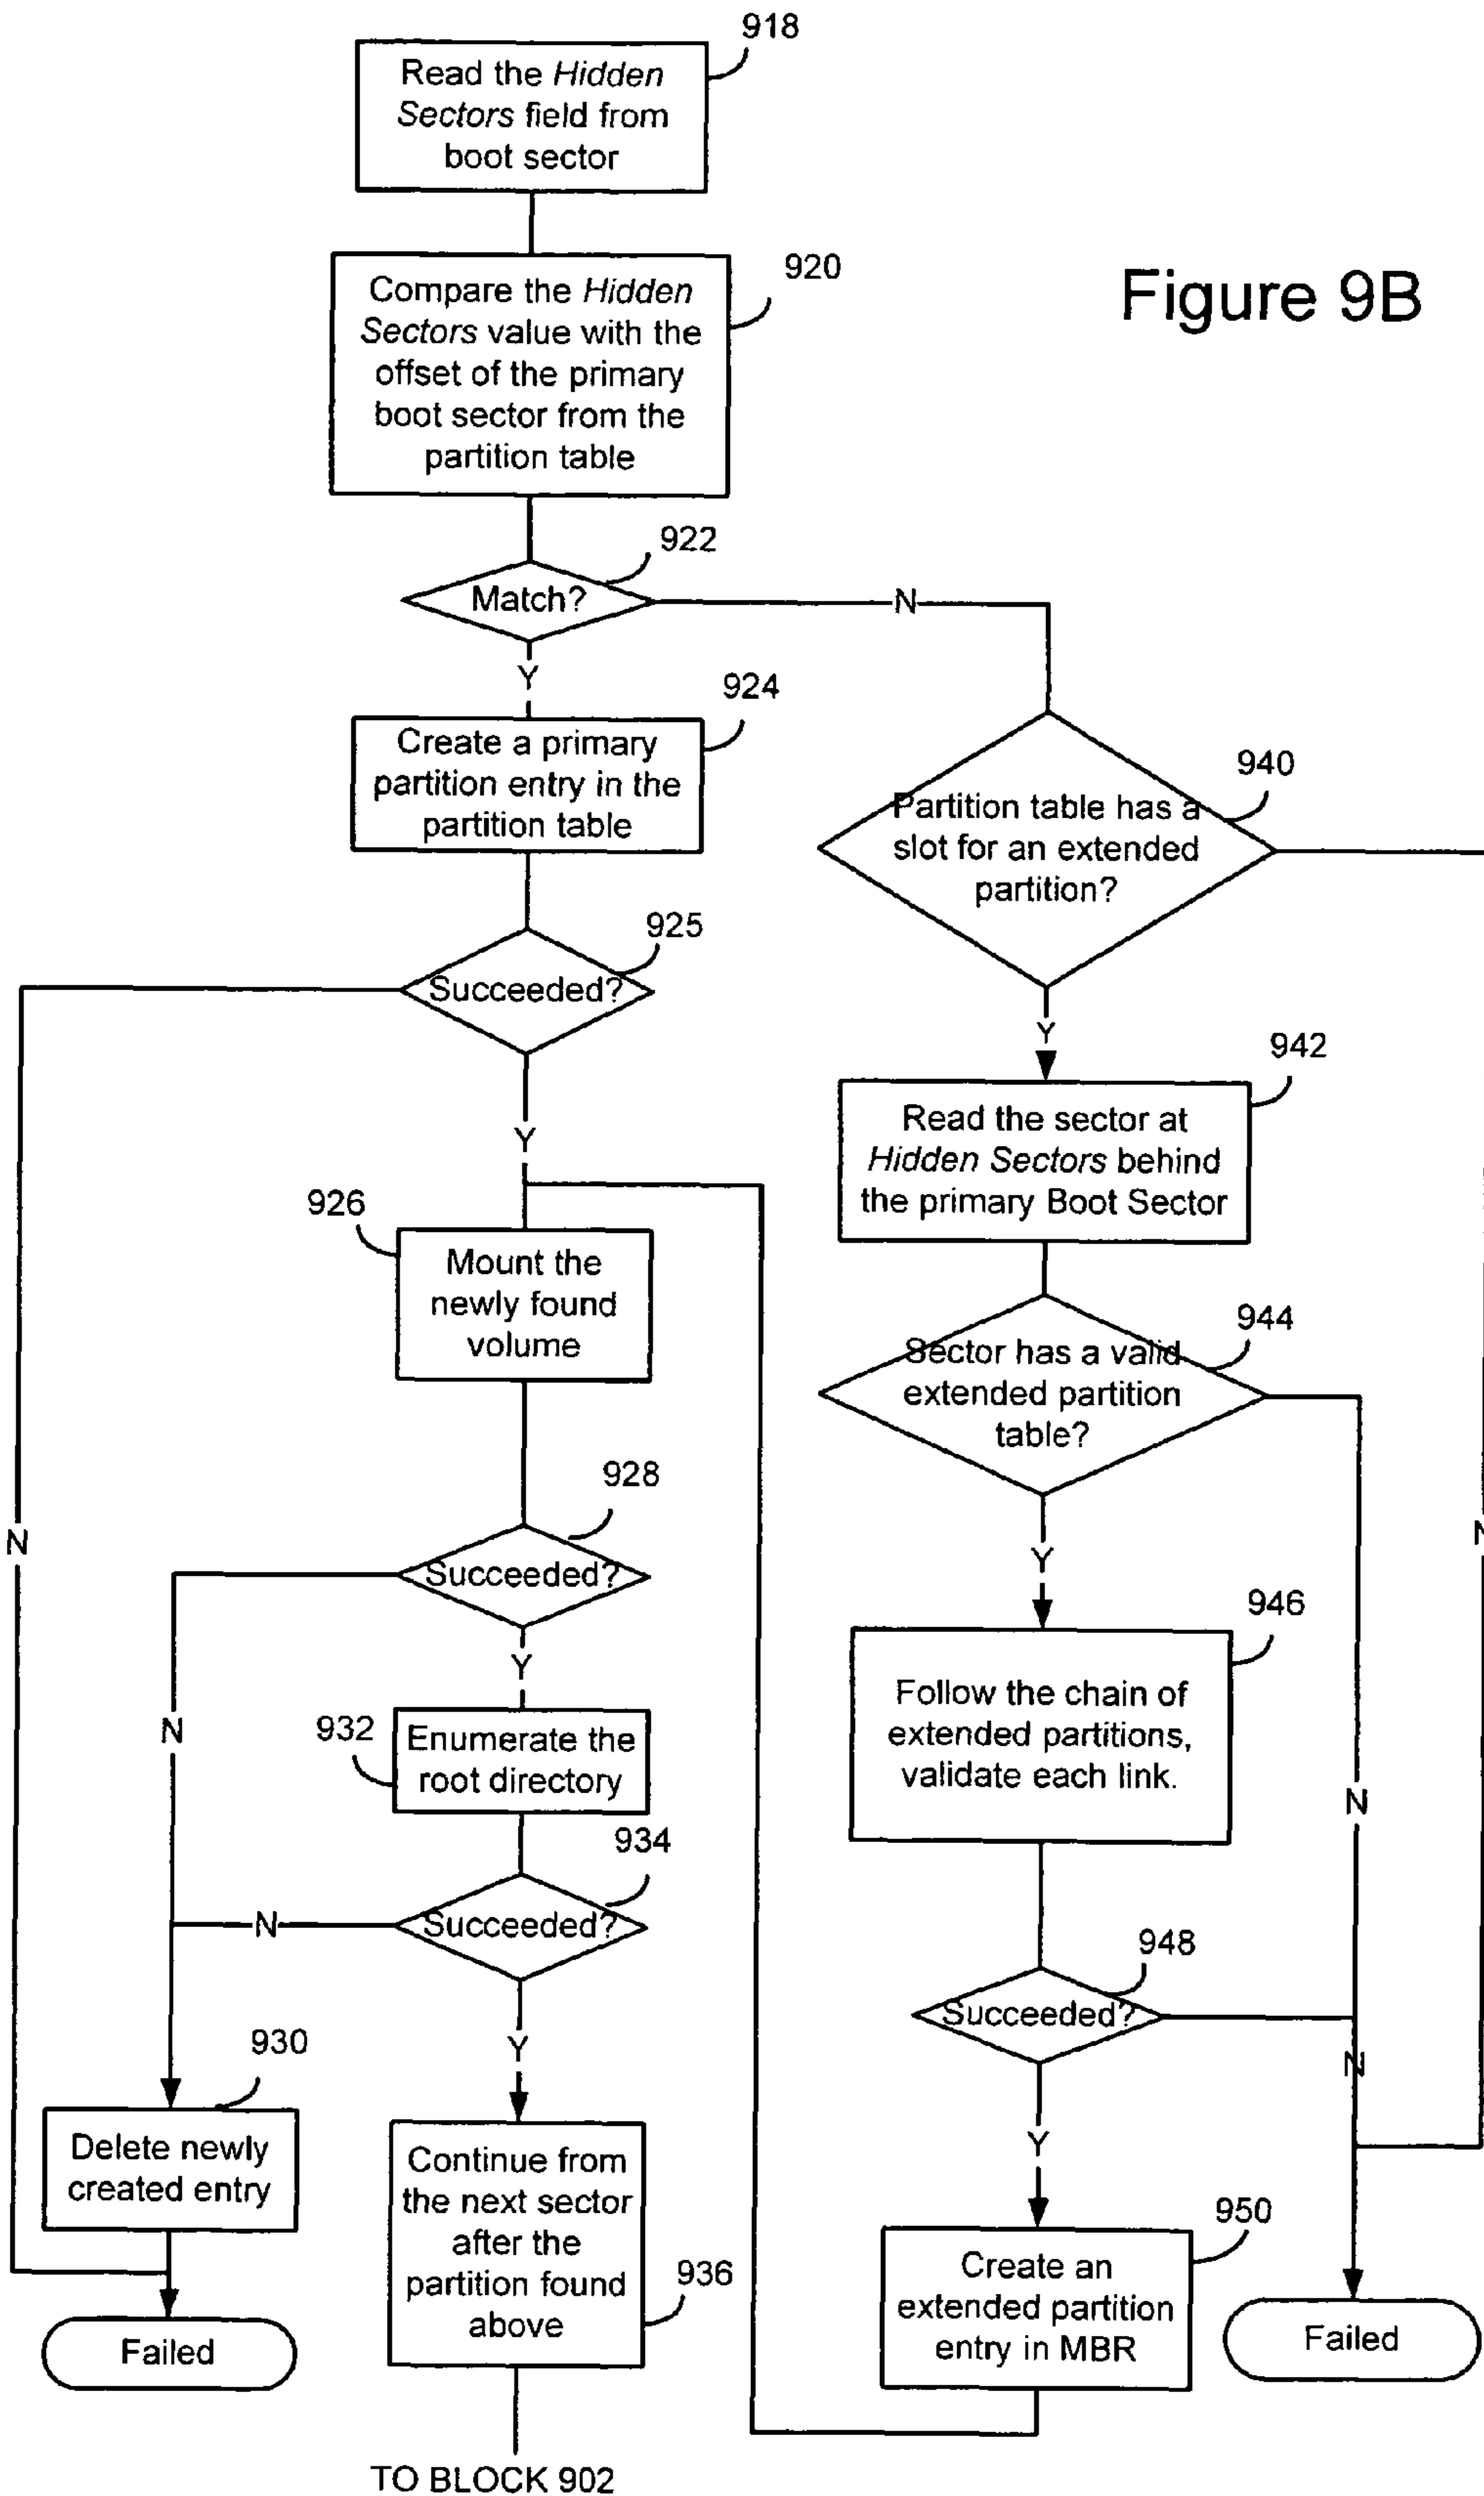 918
Read the Hidden
Sectors field from
boot sector
920
Compare the Hidden
Sectors value with the
offset of the primary
boot sector from the
partition table
Figure 9B
922
Match?
N
Y
924
Create a primary
partition entry in the
partition table
940
Partition table has a
slot for an extended
partition?
925
Succeeded?
Y
942
Read the sector at
Hidden Sectors behind
the primary Boot Sector
Y
926
Mount the
newly found
volume
944
Sector has a valid
extended partition
table?
928
Succeeded?
N
N
Y
Y
946
Follow the chain of
extended partitions,
validate each link.
N
932
Enumerate the
root directory
N
934
Succeeded?
N
948
Succeeded?
N
Y
930
Delete newly
created entry
Y
Continue from
the next sector
after the
partition found
above
936
950
Create an
extended partition
entry in MBR
Failed
Failed
TO BLOCK 902